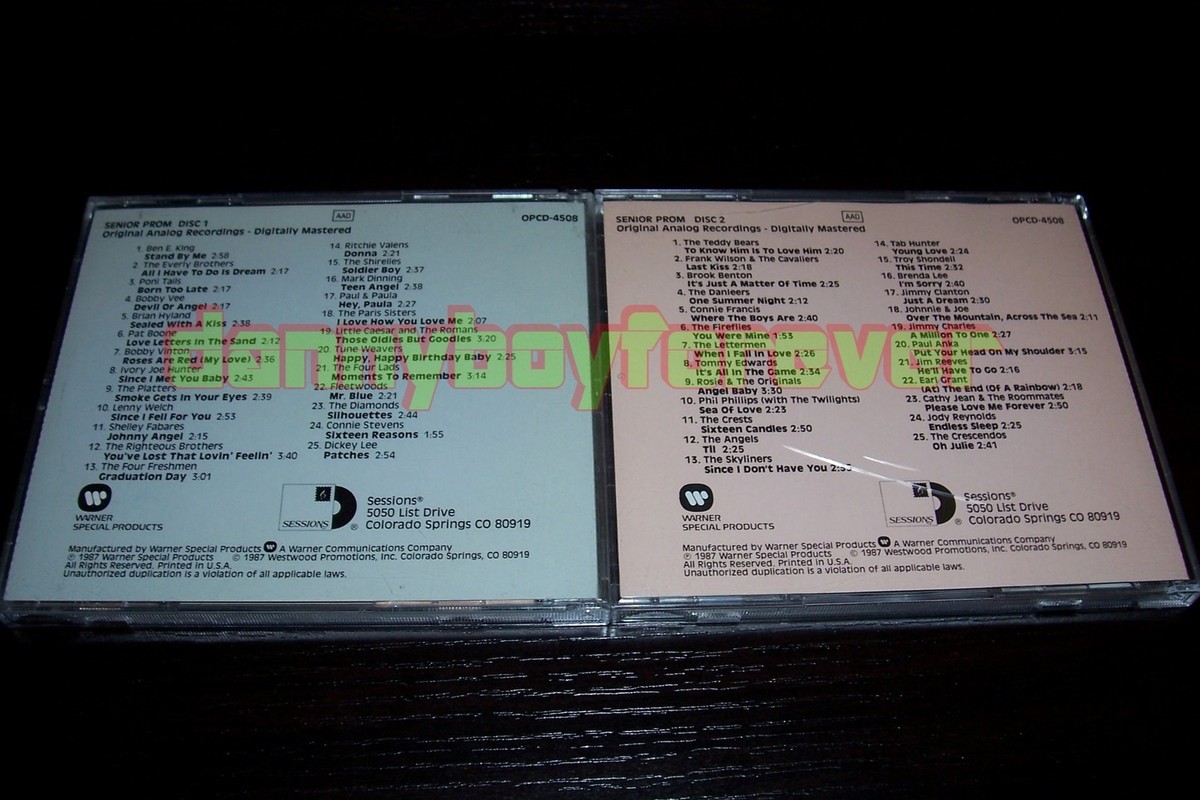 SENIOR PROM DISC 1
AAD
OPCD-4508
Original Analog Recordings - Digitally Mastered
1. Ben E. King
Stand By Me 2:58
2. The Everly Brothers
All I Have To Do Is Dream 2:17
3. Poni Tails
Born Too Late 2:17
4. Bobby Vee
Devil Or Angel 2:17
5. Brian Hyland
Sealed With A Kiss 2:38
6. Pat Boone
Love Letters In The Sand 2:12
7. Bobby Vinton
Roses Are Red (My Love) 2:36
8. Ivory Joe Hunter
Since I Met You Baby 2:43
9. The Platters
Smoke Gets In Your Eyes 2:39
10. Lenny Welch
Since I Fell For You 2:53
11. Shelley Fabares
Johnny Angel 2:15
12. The Righteous Brothers
You've Lost That Lovin' Feelin' 3:40
13. The Four Freshmen
Graduation Day 3:01
14. Ritchie Valens
Donna 2:21
15. The Shirelles
Soldier Boy 2:37
16. Mark Dinning
Teen Angel 2:38
17. Paul & Paula
Hey, Paula 2:27
18. The Paris Sisters
I Love How You Love Me 2:07
19. Little Caesar and The Romans
Those Oldies But Goodies 3:20
20. Tune Weavers
Happy, Happy Birthday Baby 2:25
21. The Four Lads
Moments To Remember 3:14
22. Fleetwoods
Mr. Blue 2:21
23. The Diamonds
Silhouettes 2:44
24. Connie Stevens
Sixteen Reasons 1:55
25. Dickey Lee
Patches 2:54
WARNER
SPECIAL PRODUCTS
SESSIONS ®
Sessions®
5050 List Drive
Colorado Springs CO 80919
Manufactured by Warner Special Products A Warner Communications Company
℗ 1987 Warner Special Products © 1987 Westwood Promotions, Inc. Colorado Springs, CO 80919
All Rights Reserved. Printed in U.S.A.
Unauthorized duplication is a violation of all applicable laws.
SENIOR PROM DISC 2
AAD
OPCD-4508
Original Analog Recordings - Digitally Mastered
1. The Teddy Bears
To Know Him Is To Love Him 2:20
2. Frank Wilson & The Cavaliers
Last Kiss 2:18
3. Brook Benton
It's Just A Matter Of Time 2:25
4. The Danleers
One Summer Night 2:12
5. Connie Francis
Where The Boys Are 2:40
6. The Fireflies
You Were Mine 1:53
7. The Lettermen
When I Fall In Love 2:26
8. Tommy Edwards
It's All In The Game 2:34
9. Rosie & The Originals
Angel Baby 3:30
10. Phil Phillips (With The Twilights)
Sea Of Love 2:23
11. The Crests
Sixteen Candles 2:50
12. The Angels
Til 2:25
13. The Skyliners
Since I Don't Have You
14. Tab Hunter
Young Love 2:24
15. Troy Shondell
This Time 2:32
16. Brenda Lee
I'm Sorry 2:40
17. Jimmy Clanton
Just A Dream 2:30
18. Johnnie & Joe
Over The Mountain, Across The Sea 2:11
19. Jimmy Charles
A Million To One 2:27
20. Paul Anka
Put Your Head On My Shoulder 3:15
21. Jim Reeves
He'll Have To Go 2:16
22. Earl Grant
(At) The End (Of A Rainbow) 2:18
23. Cathy Jean & The Roommates
Please Love Me Forever 2:50
24. Jody Reynolds
Endless Sleep 2:25
25. The Crescendos
Oh Julie 2:41
WARNER
SPECIAL PRODUCTS
SESSIONS ®
Sessions®
5050 List Drive
Colorado Springs CO 80919
Manufactured by Warner Special Products A Warner Communications Company
℗ 1987 Warner Special Products © 1987 Westwood Promotions, Inc. Colorado Springs, CO 80919
All Rights Reserved. Printed in U.S.A.
Unauthorized duplication is a violation of all applicable laws.
dannyboyforever